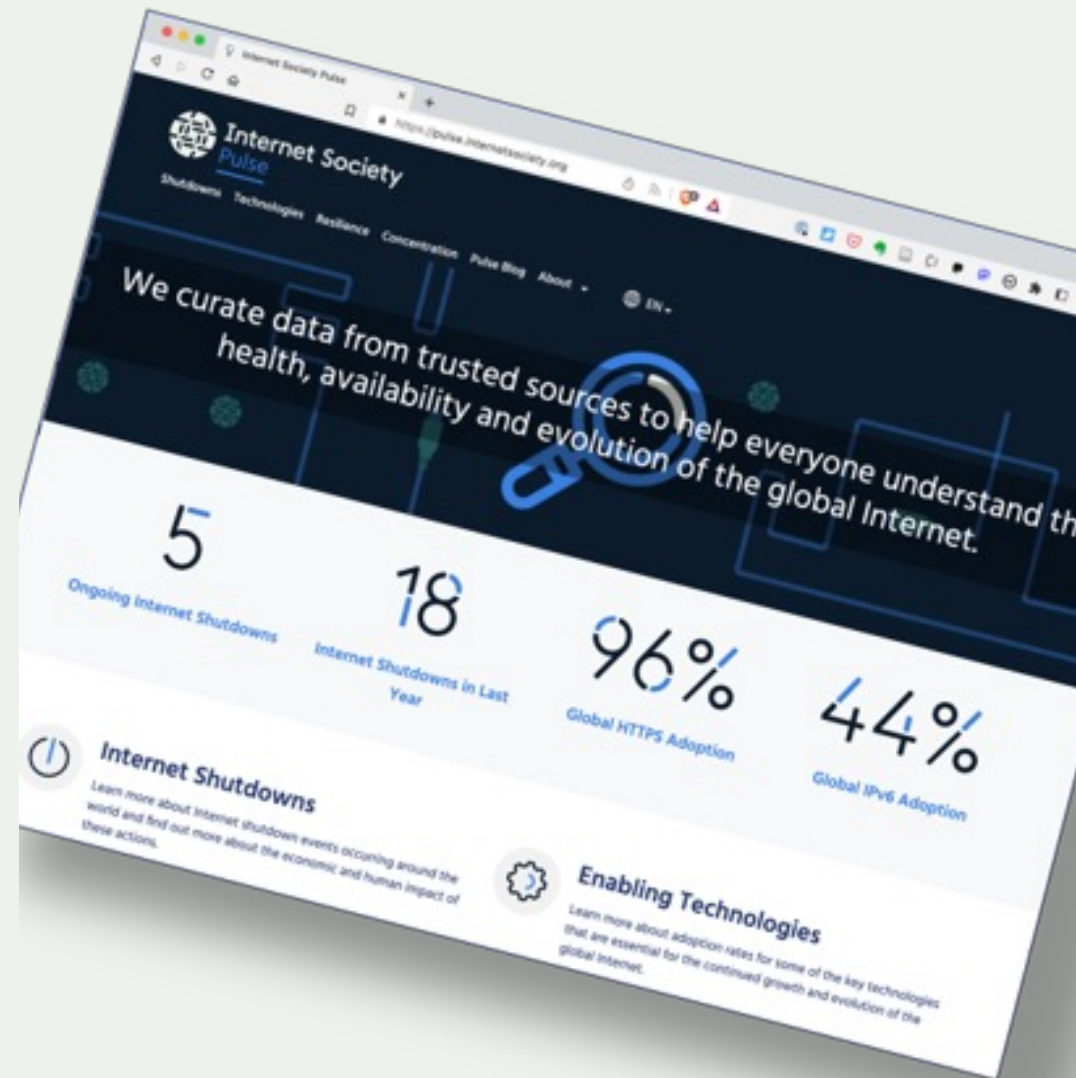 Internet Society Pulse
https://pulse.internetsociety.org
Internet Society
Pulse
Shutdowns Technologies Resilience Concentration Pulse Blog About EN
We curate data from trusted sources to help everyone understand th
health, availability and evolution of the global Internet.
5
Ongoing Internet Shutdowns
18
Internet Shutdowns in Last
Year
96%
Global HTTPS Adoption
44%
Global IPv6 Adoption
Internet Shutdowns
Learn more about Internet shutdown events occurring around the
world and find out more about the economic and human impact of
these actions.
Enabling Technologies
Learn more about adoption rates for some of the key technologies
that are essential for the continued growth and evolution of the
global Internet.